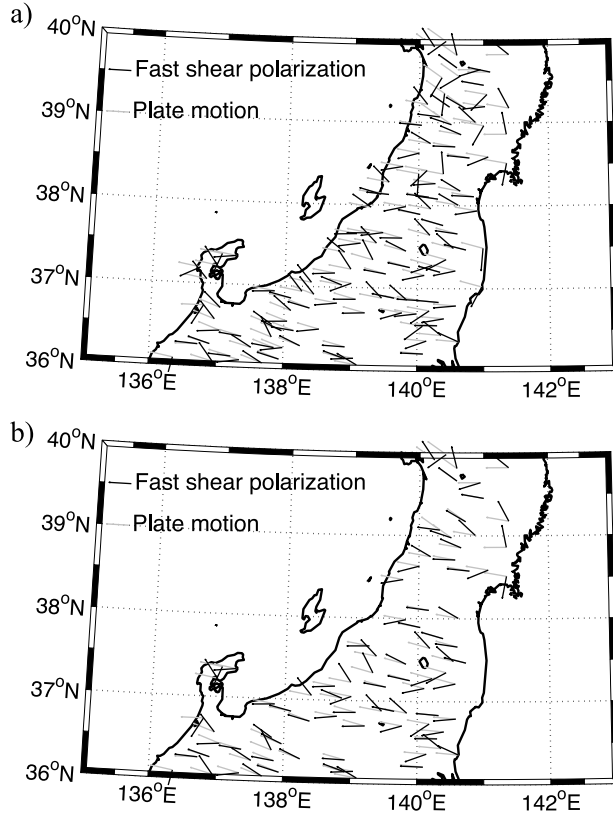 a)
40°N
Fast shear polarization
39°N
Plate motion
38°N
37°N
36°N
136°E
138°E
140°E
142°E
b)
40°N
Fast shear polarization
39°N
Plate motion
38°N
37°N
36°N
136°E
138°E
140°E
142°E